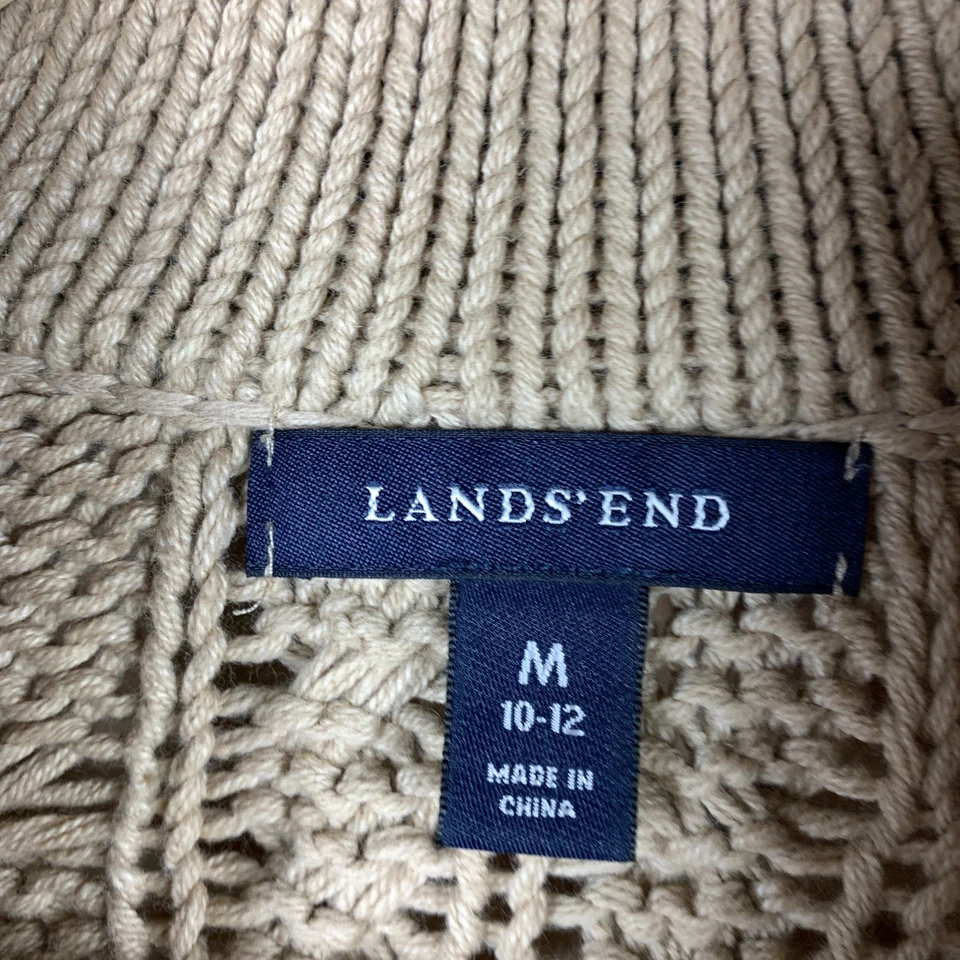 LANDS' END
M
10-12
MADE IN
CHINA